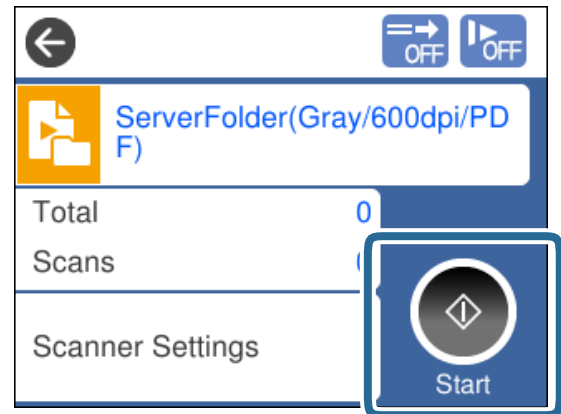 OFF OFF
ServerFolder(Gray/600dpi/PD
F)
Total 0
Scans
Scanner Settings
Start